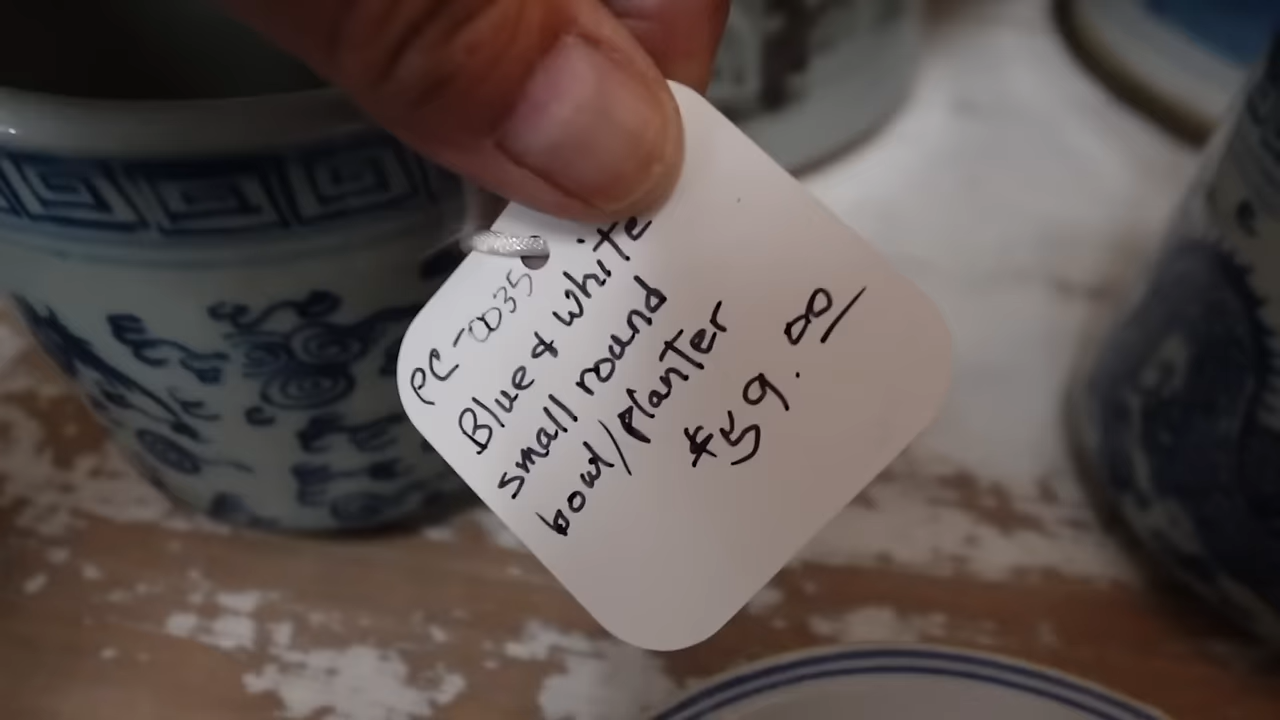 PC-0035
Blue & white
small round
bowl/planter
$59.00